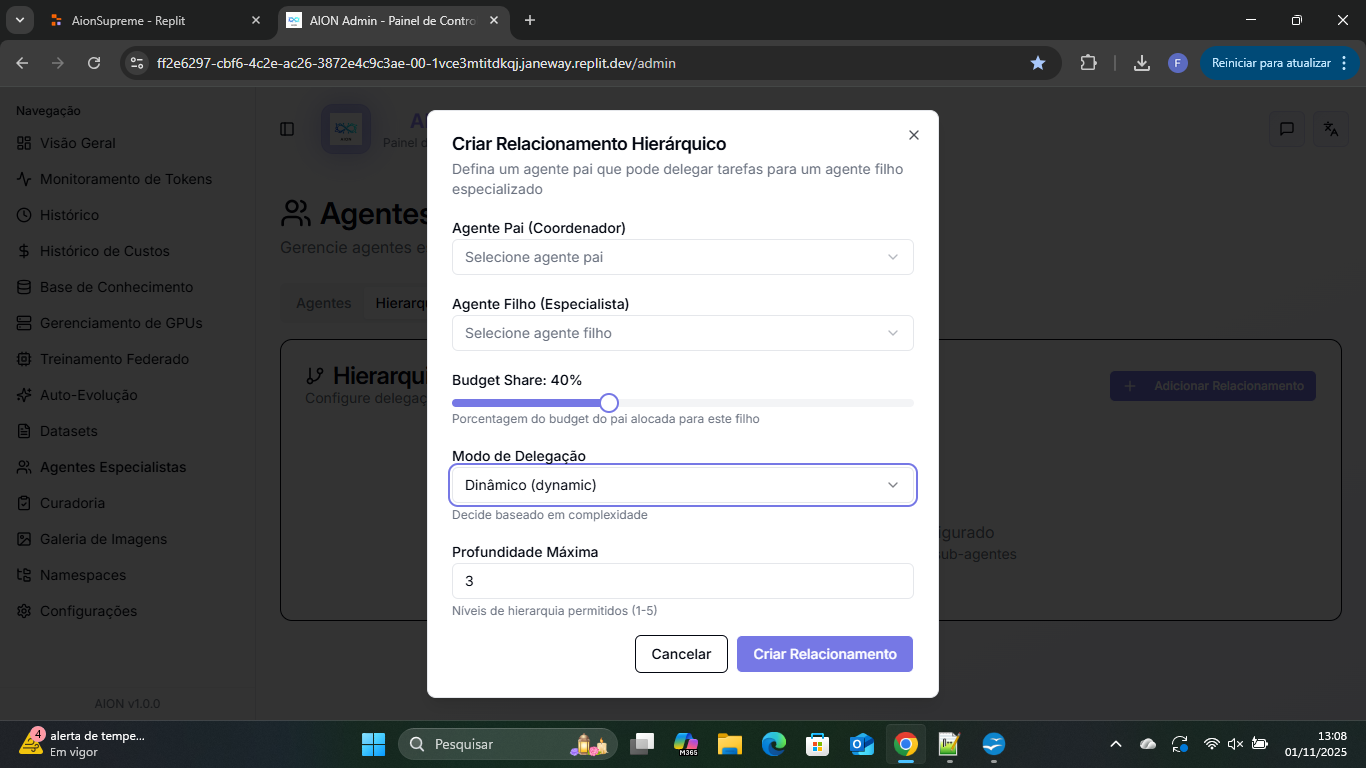 AionSupreme - Replit
AION Admin - Painel de Contro
ff2e6297-cbf6-4c2e-ac26-3872e4c9c3ae-00-1vce3mtitdkqj.janeway.replit.dev/admin
F
Reiniciar para atualizar
Navegação
Visão Geral
Monitoramento de Tokens
Histórico
Histórico de Custos
Base de Conhecimento
Gerenciamento de GPUs
Treinamento Federado
Auto-Evolução
Datasets
Agentes Especialistas
Curadoria
Galeria de Imagens
Namespaces
Configurações
AION v1.0.0
AION
Painel d
Agentes
Gerencie agentes e
Agentes
Hierarqu
Hierarqui
Configure delegaç
Adicionar Relacionamento
igurado
ub-agentes
Criar Relacionamento Hierárquico
Defina um agente pai que pode delegar tarefas para um agente filho
especializado
Agente Pai (Coordenador)
Selecione agente pai
Agente Filho (Especialista)
Selecione agente filho
Budget Share: 40%
Porcentagem do budget do pai alocada para este filho
Modo de Delegação
Dinâmico (dynamic)
Decide baseado em complexidade
Profundidade Máxima
3
Níveis de hierarquia permitidos (1-5)
Cancelar
Criar Relacionamento
4
alerta de tempe...
Em vigor
Pesquisar
M365
13:08
01/11/2025